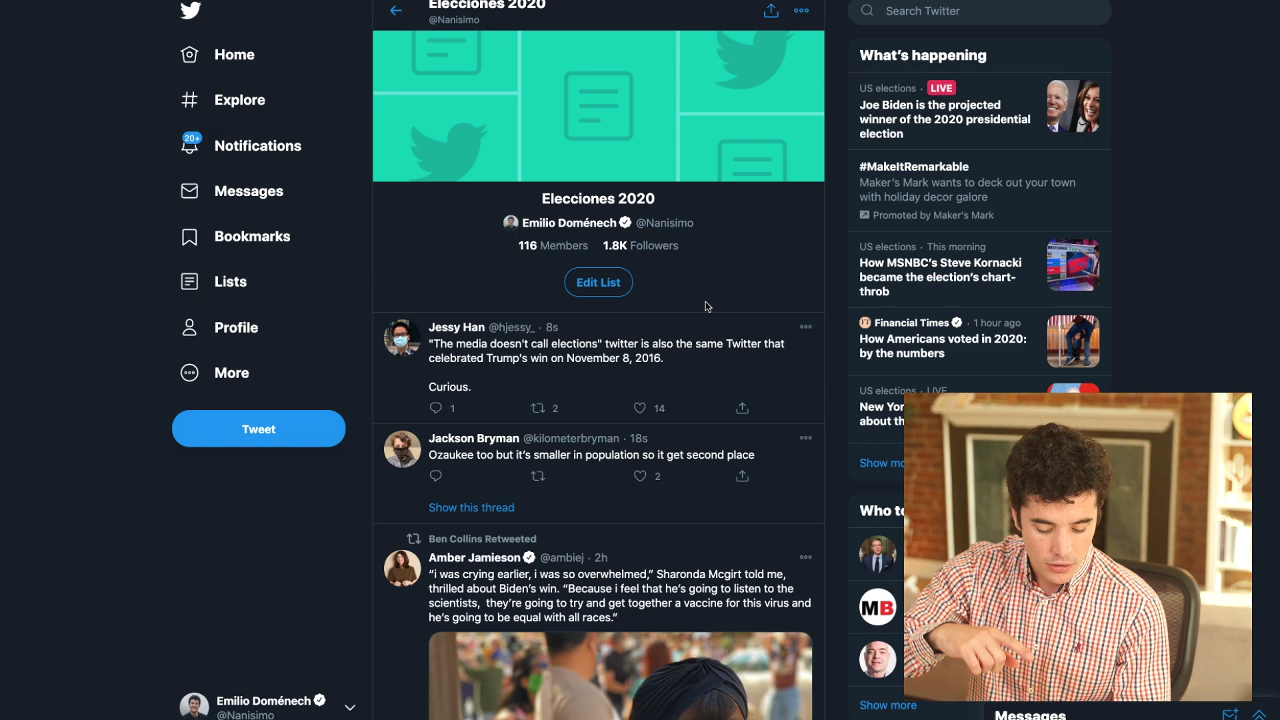 Home
Explore
20+
Notifications
Messages
Bookmarks
Lists
Profile
More
Tweet
Emilio Doménech
@Nanisimo
Elecciones 2020
@Nanisimo
Elecciones 2020
Emilio Doménech @Nanisimo
116 Members 1.8K Followers
Edit List
Jessy Han @hjessy_ · 8s
"The media doesn't call elections" twitter is also the same Twitter that
celebrated Trump's win on November 8, 2016.
Curious.
1 2 14
Jackson Bryman @kilometerbryman · 18s
Ozaukee too but it's smaller in population so it get second place
2
Show this thread
Ben Collins Retweeted
Amber Jamieson @ambiej · 2h
“i was crying earlier, i was so overwhelmed,” Sharonda Mcgirt told me,
thrilled about Biden’s win. “Because i feel that he’s going to listen to the
scientists, they’re going to try and get together a vaccine for this virus and
he’s going to be equal with all races.”
Search Twitter
What’s happening
US elections · LIVE
Joe Biden is the projected
winner of the 2020 presidential
election
#MakeItRemarkable
Maker’s Mark wants to deck out your town
with holiday decor galore
Promoted by Maker's Mark
US elections · This morning
How MSNBC’s Steve Kornacki
became the election’s chart-
throb
Financial Times · 1 hour ago
How Americans voted in 2020:
by the numbers
US elections · LIVE
New Yor
about th
Show mo
Who to
MB
Show more
Messages